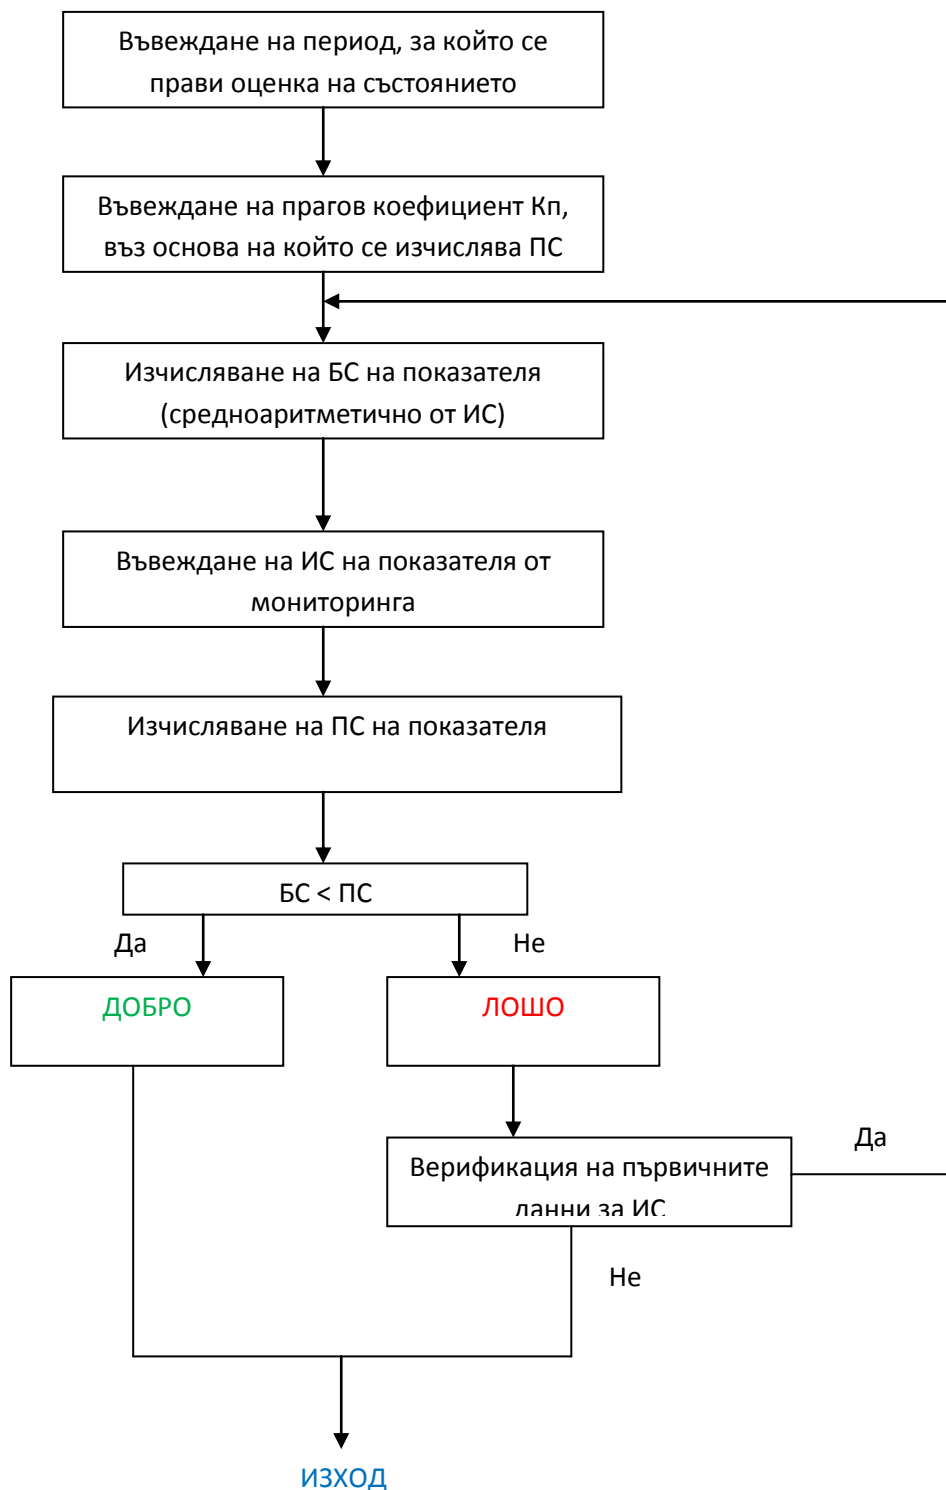 Въвеждане на период, за който се
прави оценка на състоянието
Въвеждане на прагов коефициент Кп,
въз основа на който се изчислява ПС
Изчисляване на БС на показателя
(средноаритметично от ИС)
Въвеждане на ИС на показателя от
мониторинга
Изчисляване на ПС на показателя
БС < ПС
Да
Не
ДОБРО
ЛОШО
Да
Верификация на първичните
данни за ИС
Не
ИЗХОД